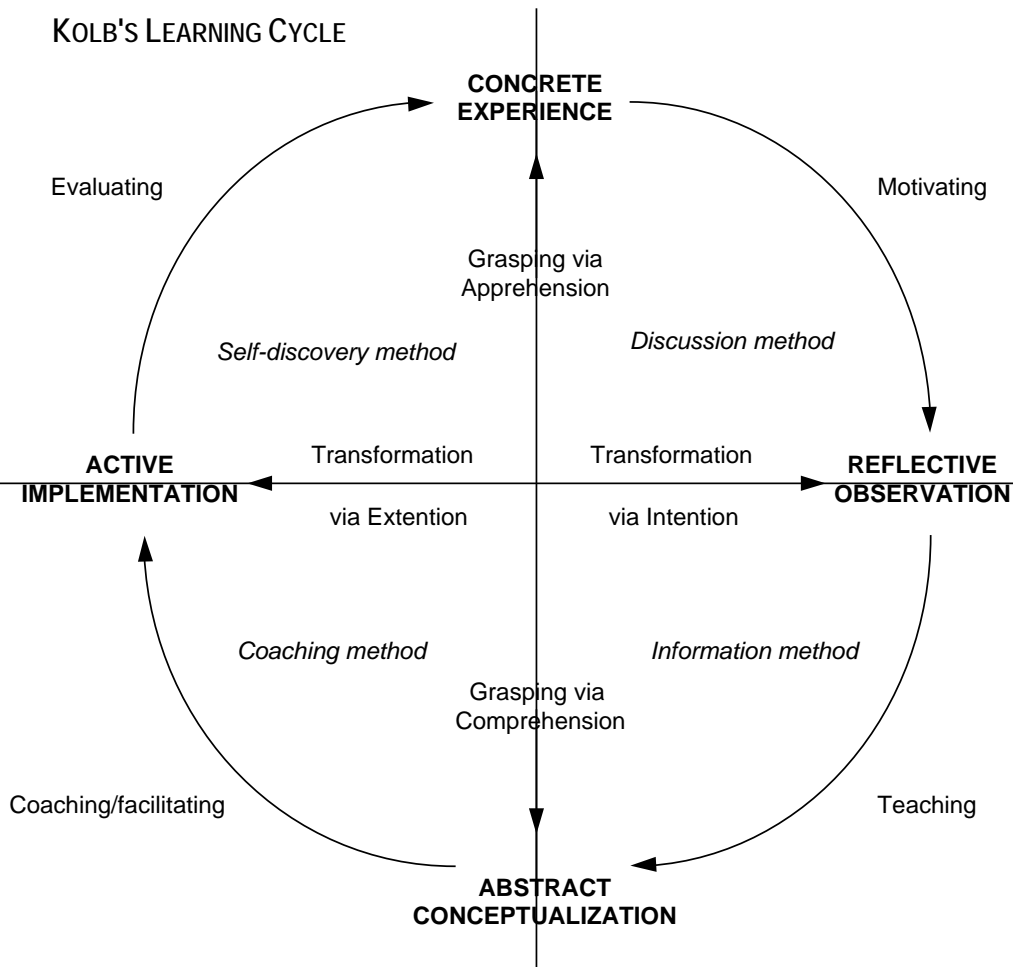 KOLB'S LEARNING CYCLE
CONCRETE
EXPERIENCE
Evaluating
Motivating
Grasping via
Apprehension
Self-discovery method
Discussion method
Transformation
Transformation
ACTIVE
IMPLEMENTATION
REFLECTIVE
OBSERVATION
via Extention
via Intention
Coaching method
Information method
Grasping via
Comprehension
Coaching/facilitating
Teaching
ABSTRACT
CONCEPTUALIZATION